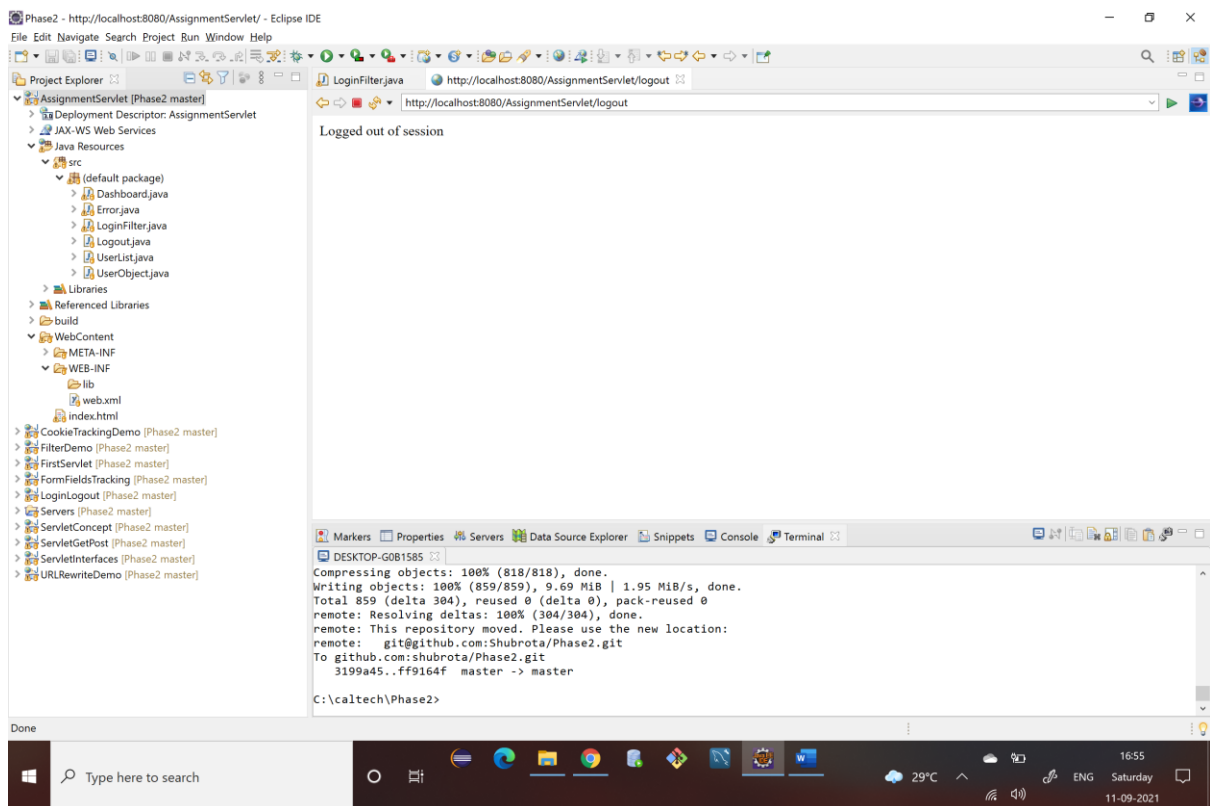 Phase2 - http://localhost:8080/AssignmentServlet/ - Eclipse IDE
File Edit Navigate Search Project Run Window Help
Project Explorer
AssignmentServlet [Phase2 master]
Deployment Descriptor: AssignmentServlet
JAX-WS Web Services
Java Resources
src
(default package)
Dashboard.java
Error.java
LoginFilter.java
Logout.java
UserList.java
UserObject.java
Libraries
Referenced Libraries
build
WebContent
META-INF
WEB-INF
lib
web.xml
index.html
CookieTrackingDemo [Phase2 master]
FilterDemo [Phase2 master]
FirstServlet [Phase2 master]
FormFieldsTracking [Phase2 master]
LoginLogout [Phase2 master]
Servers [Phase2 master]
ServletConcept [Phase2 master]
ServletGetPost [Phase2 master]
ServletInterfaces [Phase2 master]
URLRewriteDemo [Phase2 master]
LoginFilter.java http://localhost:8080/AssignmentServlet/logout
http://localhost:8080/AssignmentServlet/logout
Logged out of session
Markers Properties Servers Data Source Explorer Snippets Console Terminal
DESKTOP-G0B1585
Compressing objects: 100% (818/818), done.
Writing objects: 100% (859/859), 9.69 MiB | 1.95 MiB/s, done.
Total 859 (delta 304), reused 0 (delta 0), pack-reused 0
remote: Resolving deltas: 100% (304/304), done.
remote: This repository moved. Please use the new location:
remote:   git@github.com:Shubrota/Phase2.git
To github.com:shubrota/Phase2.git
   3199a45..ff9164f  master -> master
C:\caltech\Phase2>
Done
Type here to search
29°C
ENG
16:55
Saturday
11-09-2021